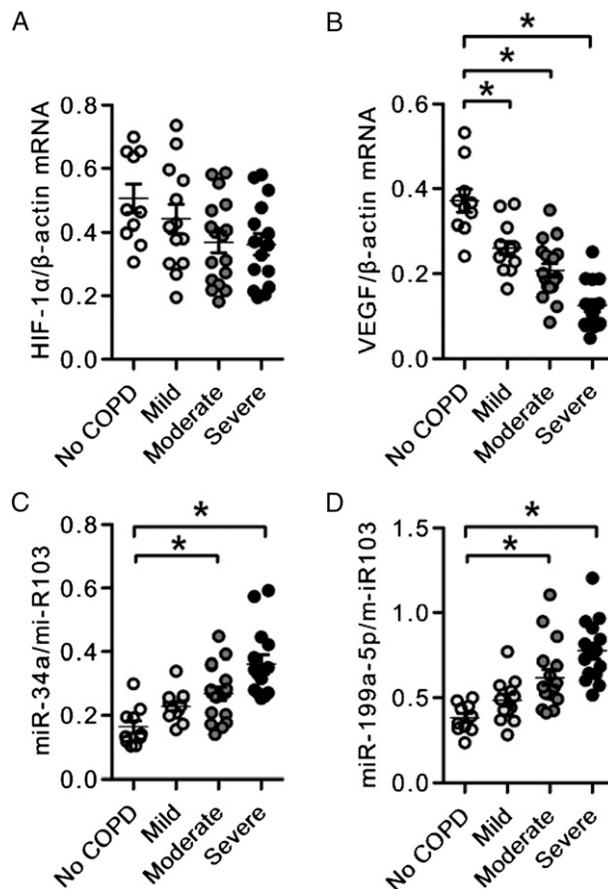 A
HIF-1α/β-actin mRNA
0.8
0.6
0.4
0.2
0.0
No COPD
Mild
Moderate
Severe
B
VEGF/β-actin mRNA
*
*
*
0.6
0.4
0.2
0.0
No COPD
Mild
Moderate
Severe
C
miR-34a/mi-R103
*
*
0.8
0.6
0.4
0.2
0.0
No COPD
Mild
Moderate
Severe
D
miR-199a-5p/m-iR103
*
*
1.5
1.0
0.5
0.0
No COPD
Mild
Moderate
Severe